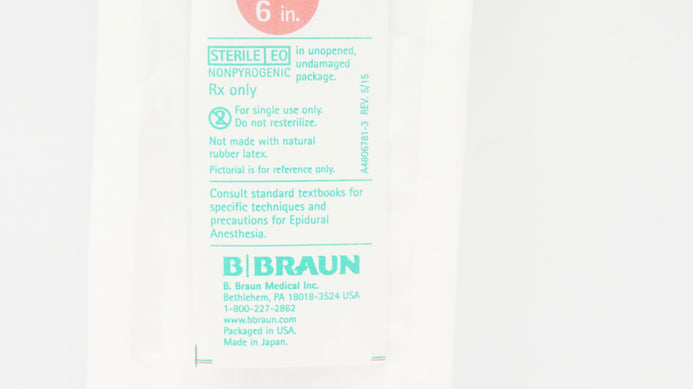 6 in.
STERILE EO
in unopened,
undamaged
package.
NONPYROGENIC
Rx only
2
For single use only.
Do not resterilize.
Not made with natural
rubber latex.
Pictorial is for reference only.
A4806781-3 REV. 5/15
Consult standard textbooks for
specific techniques and
precautions for Epidural
Anesthesia.
B|BRAUN
B. Braun Medical Inc.
Bethlehem, PA 18018-3524 USA
1-800-227-2862
www.bbraun.com
Packaged in USA.
Made in Japan.